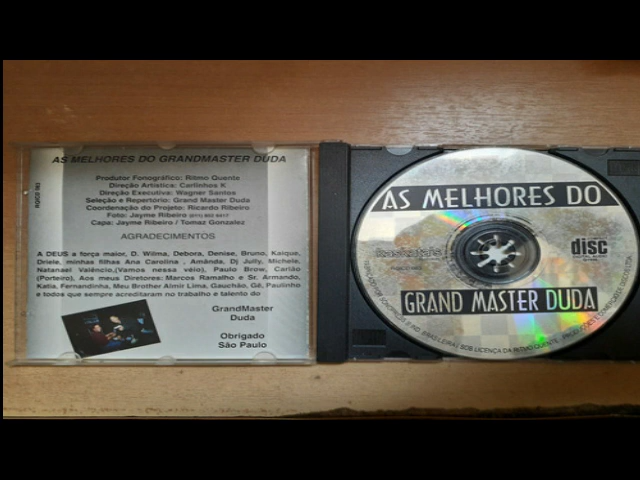 AS MELHORES DO GRANDMASTER DUDA
Produtor Fonográfico: Ritmo Quente
Direção Artística: Carlinhos K
Direção Executiva: Wagner Santos
Seleção e Repertório: Grand Master Duda
Coordenação do Projeto: Ricardo Ribeiro
Foto: Jayme Ribeiro
Capa: Jayme Ribeiro / Tomaz Gonzalez
AGRADECIMENTOS
A DEUS a força maior, D. Wilma, Debora, Denise, Bruno, Kaique,
Driele, minhas filhas Ana Carolina , Amânda, Dj Jully, Michele,
Natanael Valêncio,(Vamos nessa véio), Paulo Brow, Carlão
(Porteiro), Aos meus Diretores: Marcos Ramalho e Sr. Armando,
Katia, Fernandinha, Meu Brother Almir Lima, Gauchão, Gê, Paulinho
e todos que sempre acreditaram no trabalho e talento do
GrandMaster
Duda
Obrigado
São Paulo
AS MELHORES DO
COMPACT
disc
DIGITAL AUDIO
GRAND MASTER DUDA